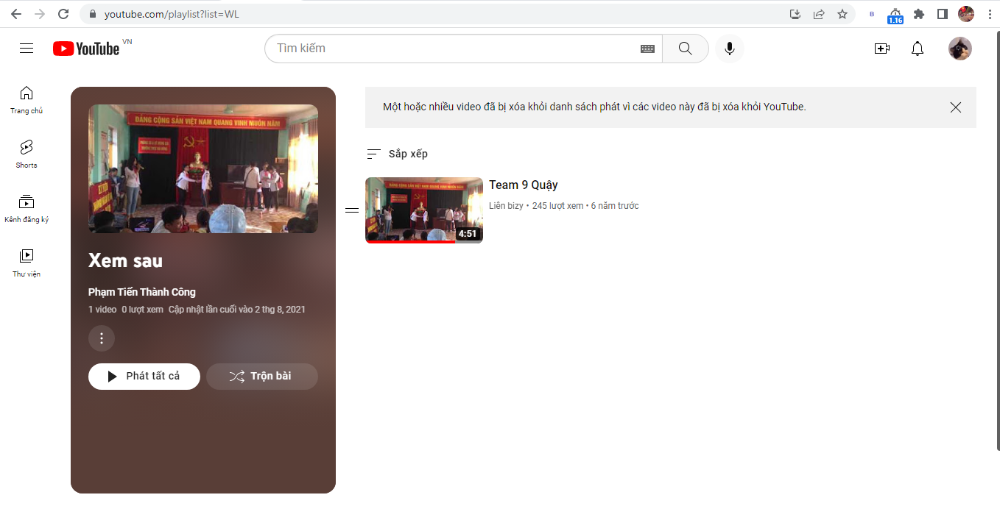 youtube.com/playlist?list=WL
B
1.16
YouTube VN
Tìm kiếm
Trang chủ
Shorts
Kênh đăng ký
Thư viện
ĐẢNG CỘNG SẢN VIỆT NAM QUANG VINH MUÔN NĂM
Xem sau
Phạm Tiến Thành Công
1 video 0 lượt xem Cập nhật lần cuối vào 2 thg 8, 2021
Phát tất cả
Trộn bài
Một hoặc nhiều video đã bị xóa khỏi danh sách phát vì các video này đã bị xóa khỏi YouTube.
Sắp xếp
4:51
Team 9 Quậy
Liên bizy • 245 lượt xem • 6 năm trước